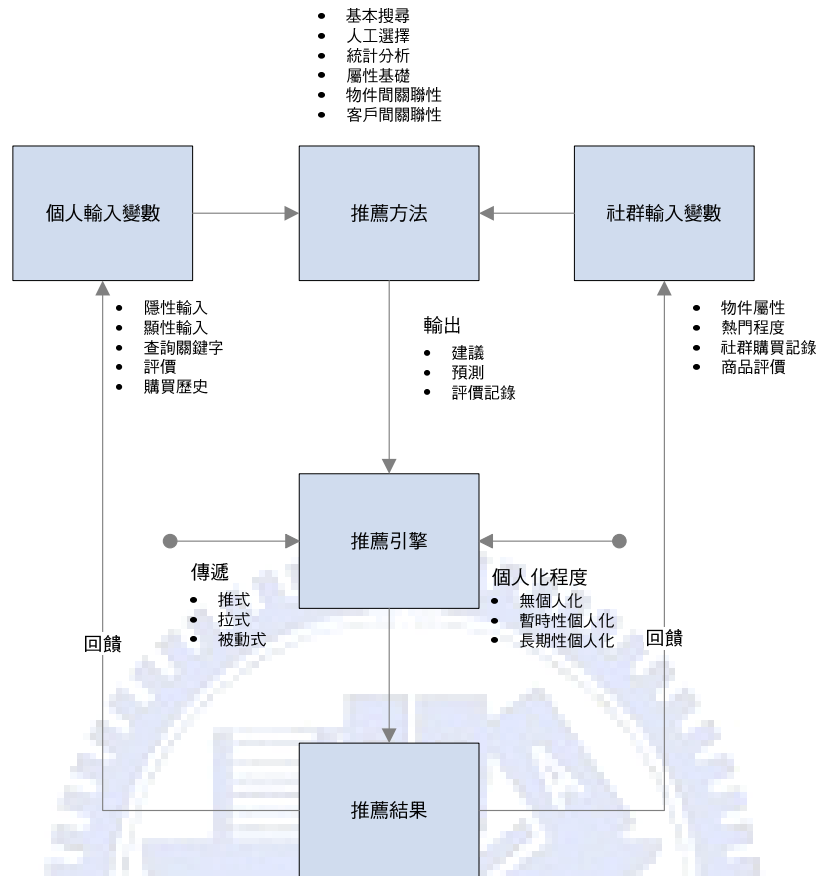 基本搜尋
人工選擇
統計分析
屬性基礎
物件間關聯性
客戶間關聯性
個人輸入變數
推薦方法
社群輸入變數
隱性輸入
顯性輸入
查詢關鍵字
評價
購買歷史
輸出
建議
預測
評價記錄
物件屬性
熱門程度
社群購買記錄
商品評價
推薦引擎
傳遞
推式
拉式
被動式
個人化程度
無個人化
暫時性個人化
長期性個人化
回饋
回饋
推薦結果